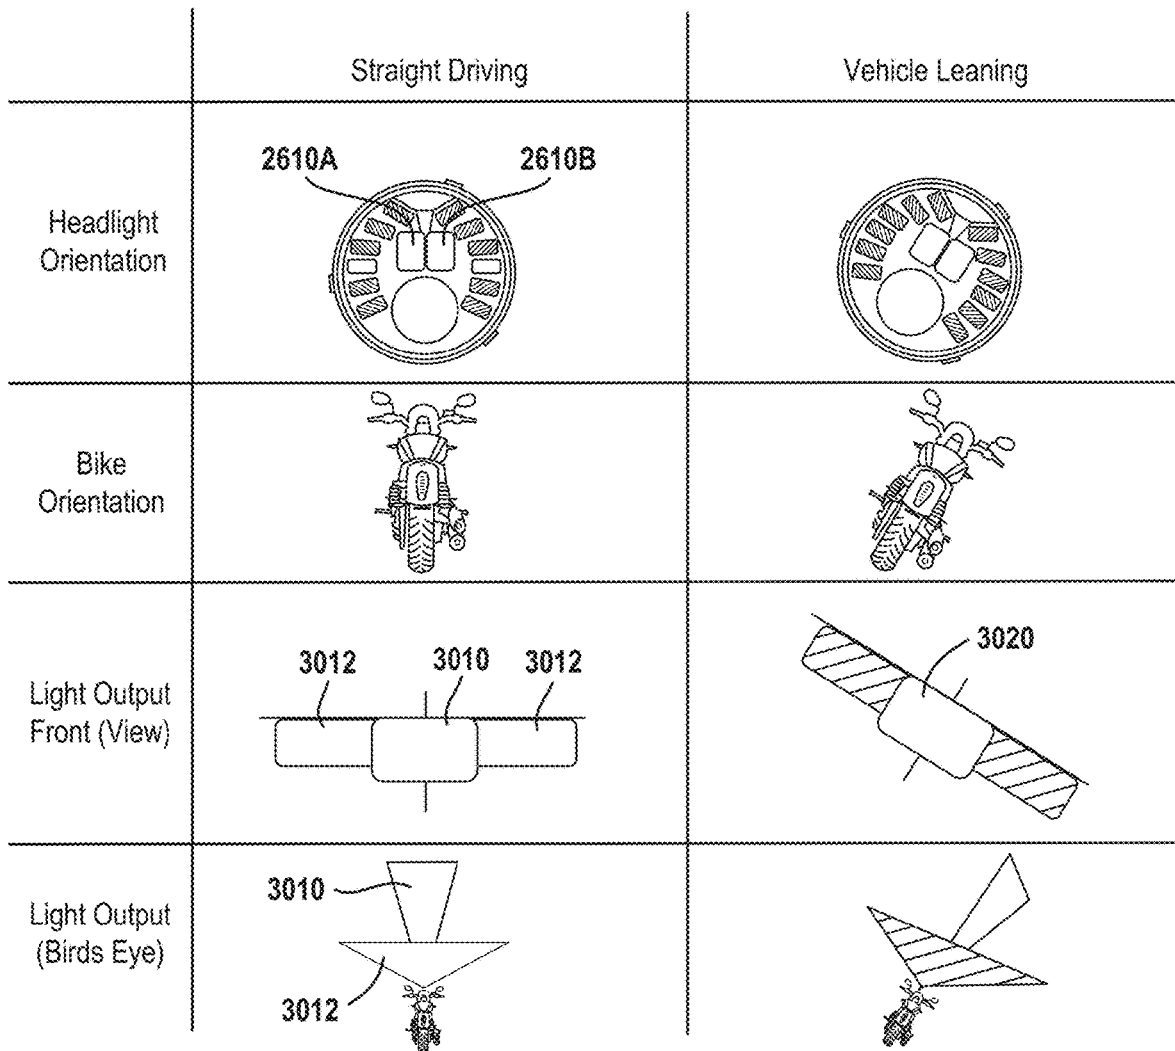 Straight Driving
Vehicle Leaning
Headlight
Orientation
2610A
2610B
Bike
Orientation
Light Output
Front (View)
3012
3010
3012
3020
Light Output
(Birds Eye)
3010
3012